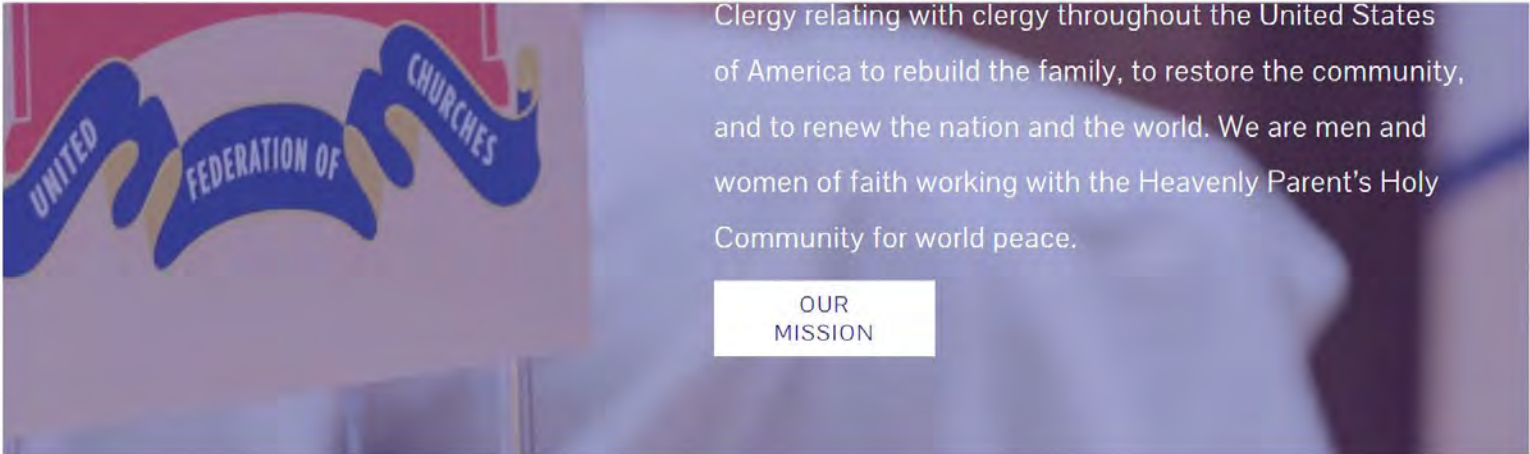 UNITED
FEDERATION OF
CHURCHES
Clergy relating with clergy throughout the United States
of America to rebuild the family, to restore the community,
and to renew the nation and the world. We are men and
women of faith working with the Heavenly Parent's Holy
Community for world peace.
OUR
MISSION